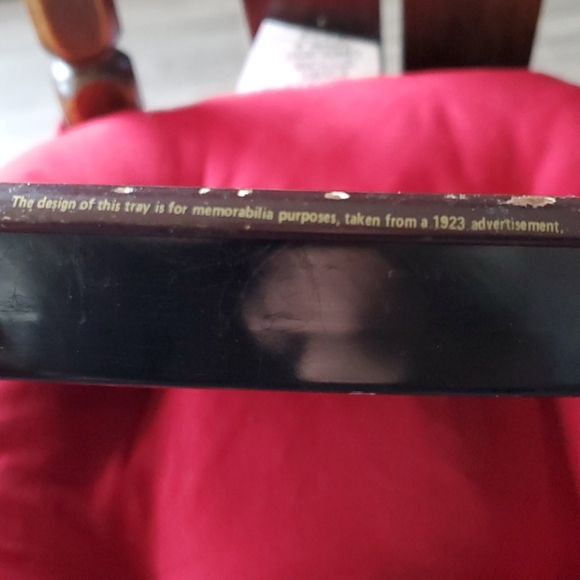 The design of this tray is for memorabilia purposes, taken from a 1923 advertisement,